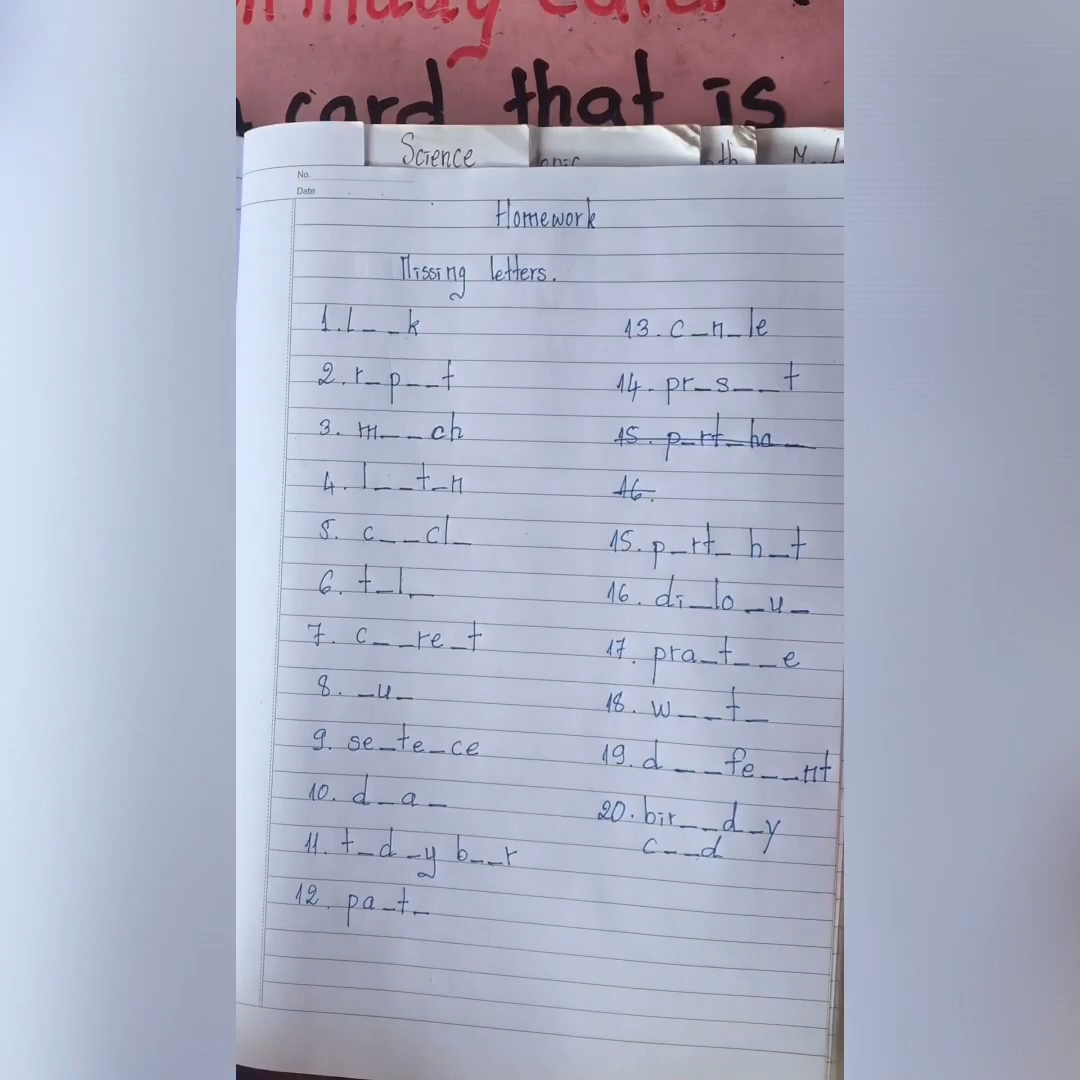 card that is
Science
No.
Date
Homework
Missing letters.
1. l _ _ k
2. r _ p _ _ t
3. m _ _ ch
4. l _ _ t _ n
5. c _ _ cl _
6. t _ l _
7. c _ _ re _ t
8. _ u _
9. se _ te _ ce
10. d _ a _
11. t _ d _ y b _ _ r
12. pa _ t _
13. c _ n _ le
14. pr _ s _ _ t
15. p _ rt _ ha _
16.
15. p _ rt _ h _ t
16. di _ lo _ u _
17. pra _ t _ _ e
18. w _ _ t _
19. d _ _ fe _ _ nt
20. bir _ _ d _ y
c _ _ d